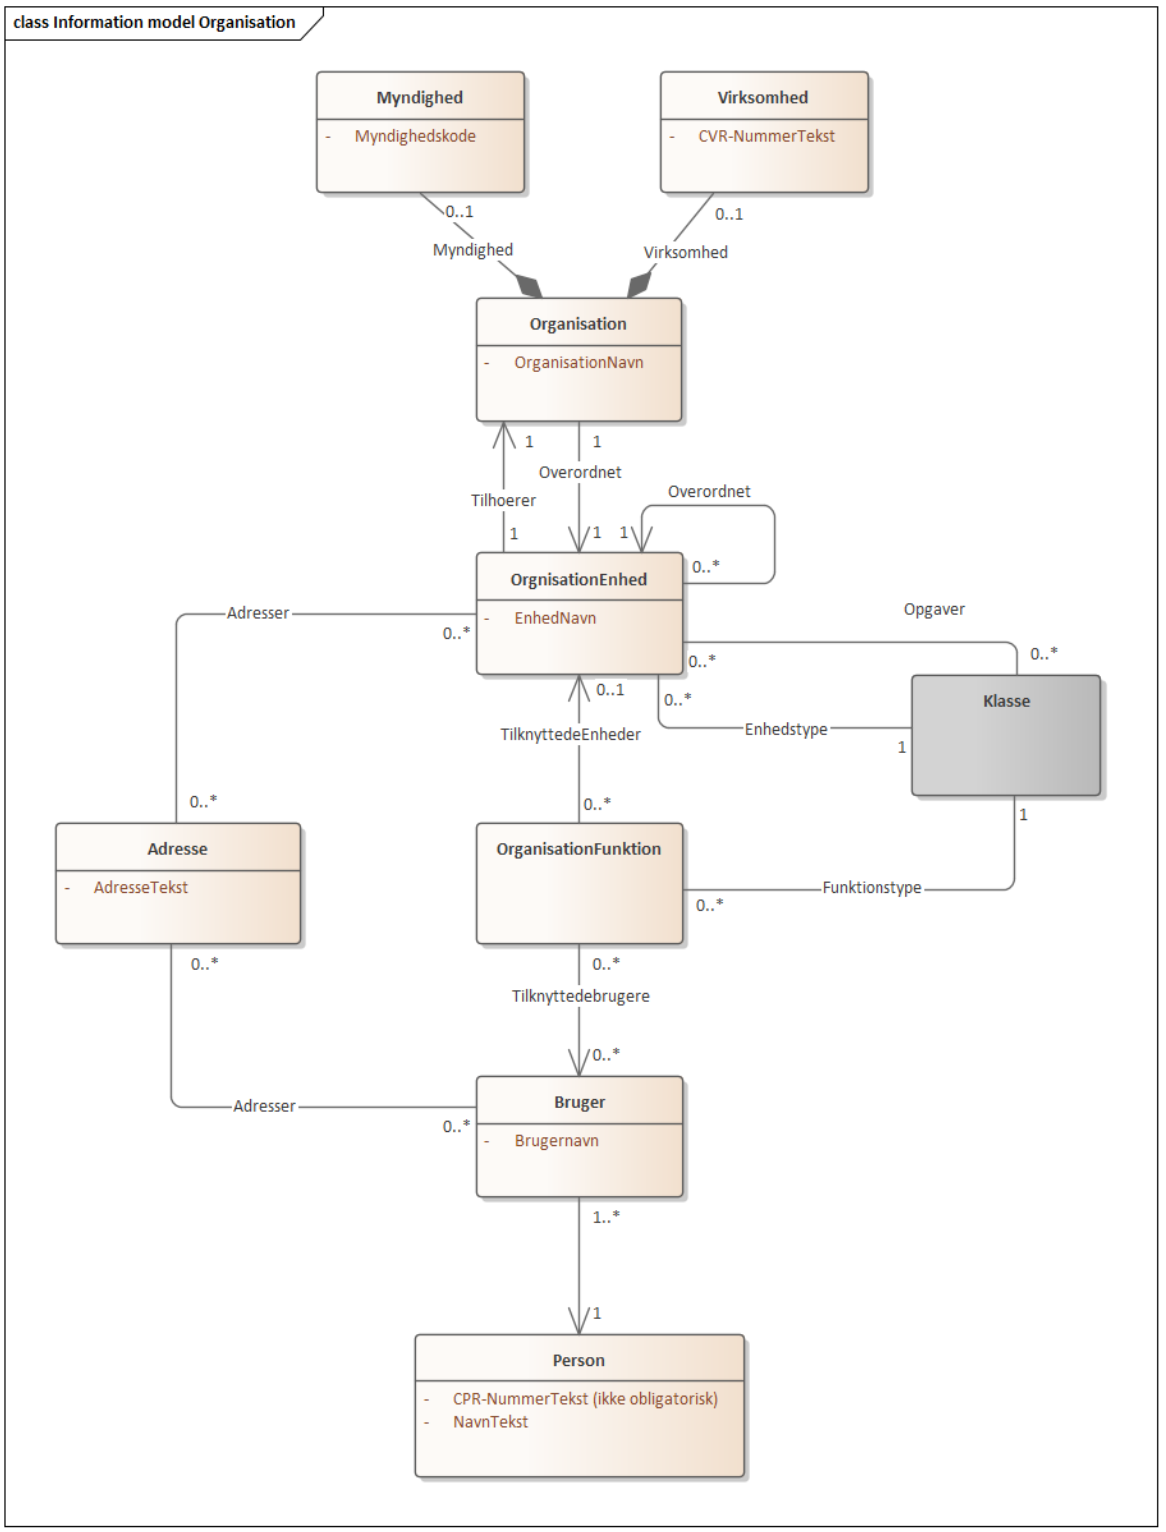 class Information model Organisation
Myndighed
- Myndighedskode
Virksomhed
- CVR-NummerTekst
0..1
0..1
Myndighed
Virksomhed
Organisation
- OrganisationNavn
1
1
Overordnet
Tilhoerer
Overordnet
1
1
1
0..*
OrgnisationEnhed
- EnhedNavn
Adresser
0..*
Opgaver
0..*
0..*
0..1
0..*
Klasse
Enhedstype
1
TilknyttedeEnheder
0..*
0..*
1
Adresse
- AdresseTekst
OrganisationFunktion
Funktionstype
0..*
0..*
0..*
Tilknyttedebrugere
0..*
Bruger
- Brugernavn
Adresser
0..*
1..*
1
Person
- CPR-NummerTekst (ikke obligatorisk)
- NavnTekst